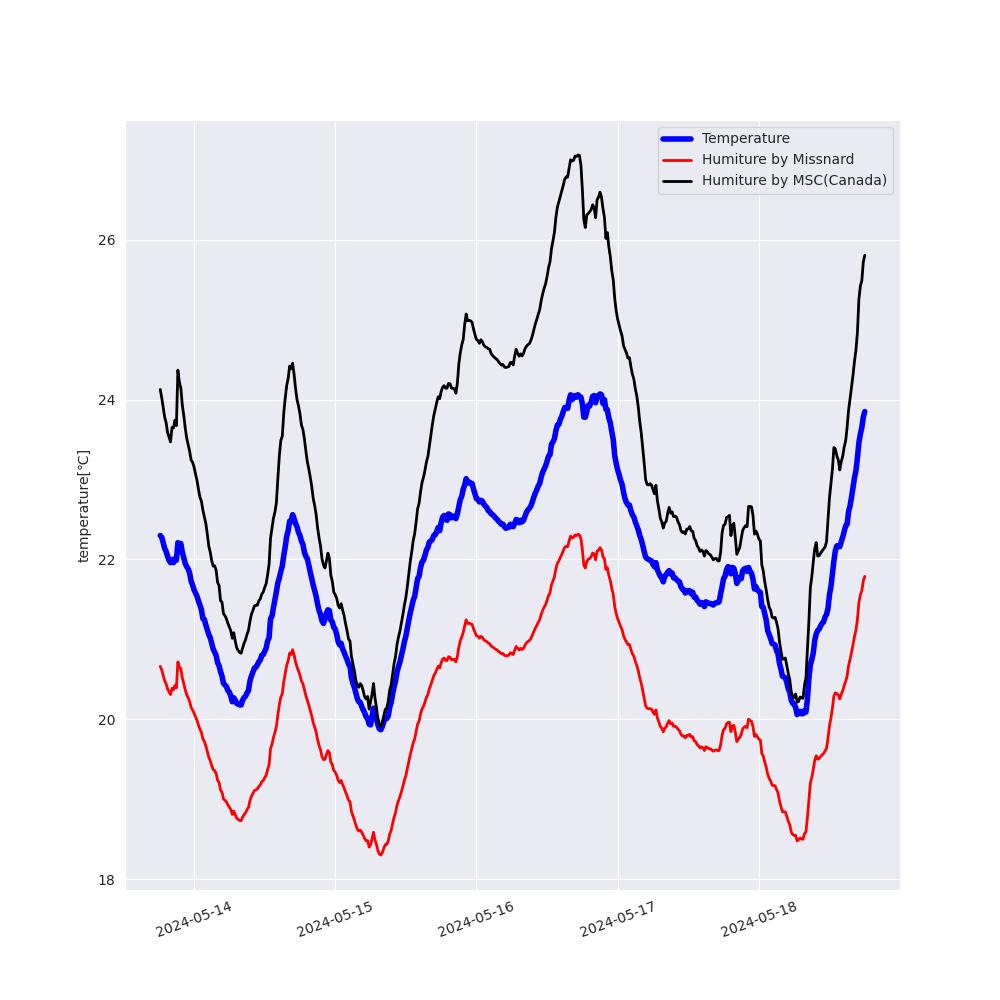 Temperature
Humiture by Missnard
Humiture by MSC(Canada)
26
24
22
20
18
temperature[℃]
2024-05-14
2024-05-15
2024-05-16
2024-05-17
2024-05-18